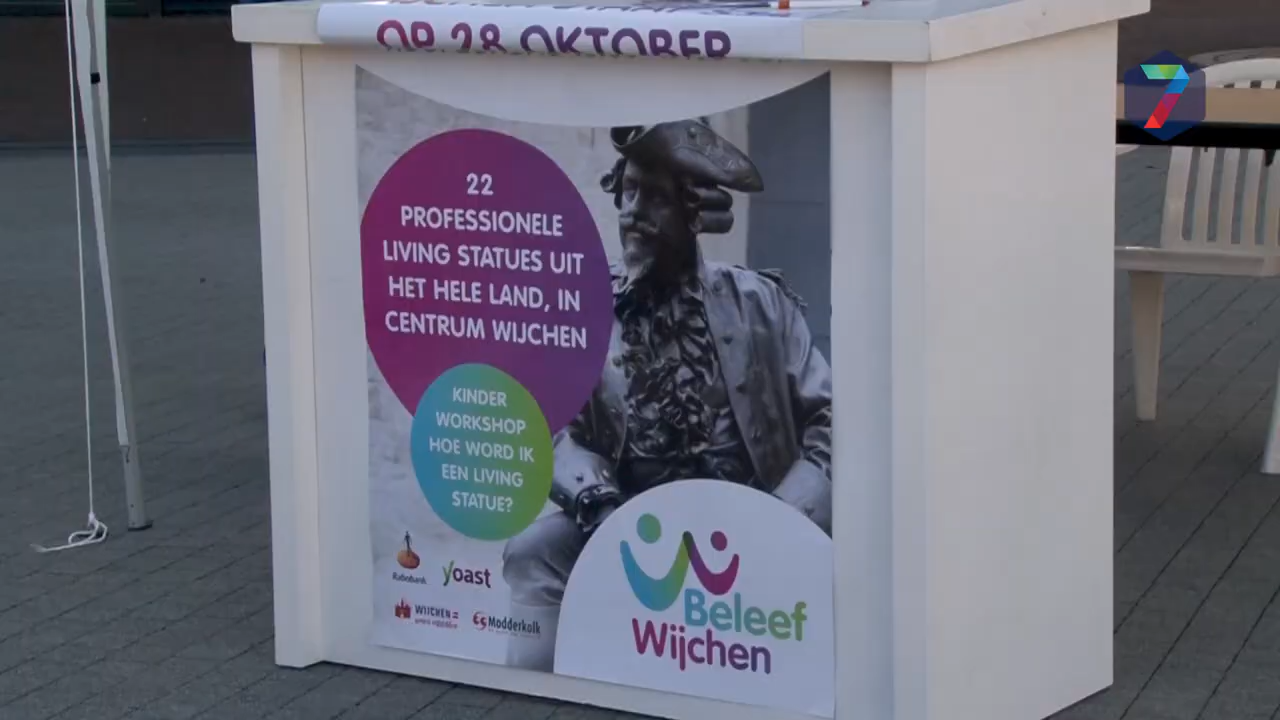 OP 28 OKTOBER
7
22
PROFESSIONELE
LIVING STATUES UIT
HET HELE LAND, IN
CENTRUM WIJCHEN
KINDER
WORKSHOP
HOE WORD IK
EEN LIVING
STATUE?
Rabobank
yoast
WIJCHEN
Modderkolk
Beleef
Wijchen